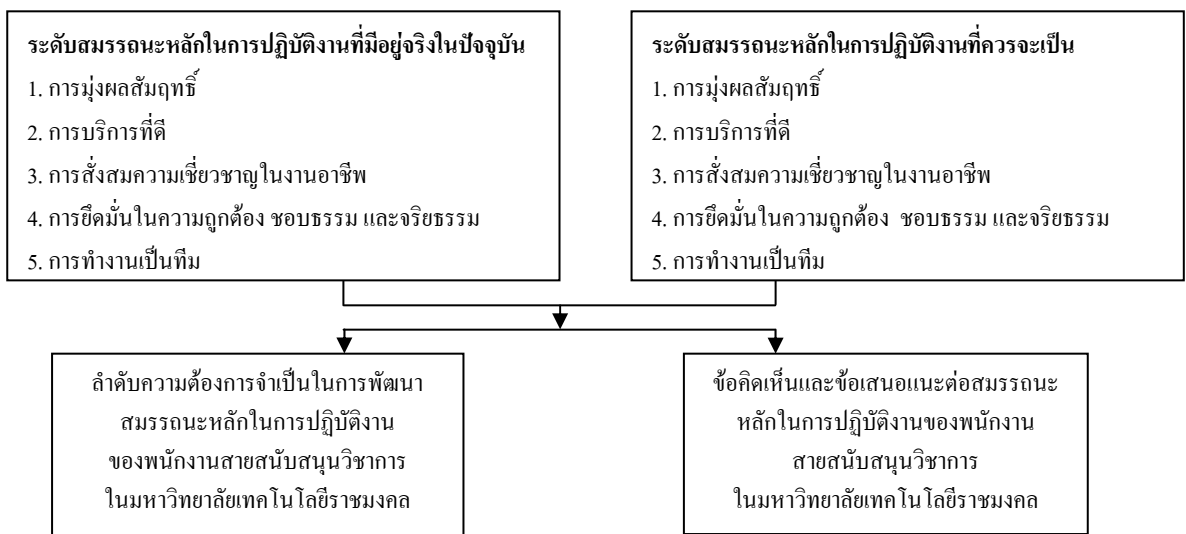 ระดับสมรรถนะหลักในการปฏิบัติงานที่มีอยู่จริงในปัจจุบัน
1. การมุ่งผลสัมฤทธิ์
2. การบริการที่ดี
3. การสั่งสมความเชี่ยวชาญในงานอาชีพ
4. การยึดมั่นในความถูกต้อง ชอบธรรม และจริยธรรม
5. การทำงานเป็นทีม
ระดับสมรรถนะหลักในการปฏิบัติงานที่ควรจะเป็น
1. การมุ่งผลสัมฤทธิ์
2. การบริการที่ดี
3. การสั่งสมความเชี่ยวชาญในงานอาชีพ
4. การยึดมั่นในความถูกต้อง ชอบธรรม และจริยธรรม
5. การทำงานเป็นทีม
ลำดับความต้องการจำเป็นในการพัฒนา
สมรรถนะหลักในการปฏิบัติงาน
ของพนักงานสายสนับสนุนวิชาการ
ในมหาวิทยาลัยเทคโนโลยีราชมงคล
ข้อคิดเห็นและข้อเสนอแนะต่อสมรรถนะ
หลักในการปฏิบัติงานของพนักงาน
สายสนับสนุนวิชาการ
ในมหาวิทยาลัยเทคโนโลยีราชมงคล